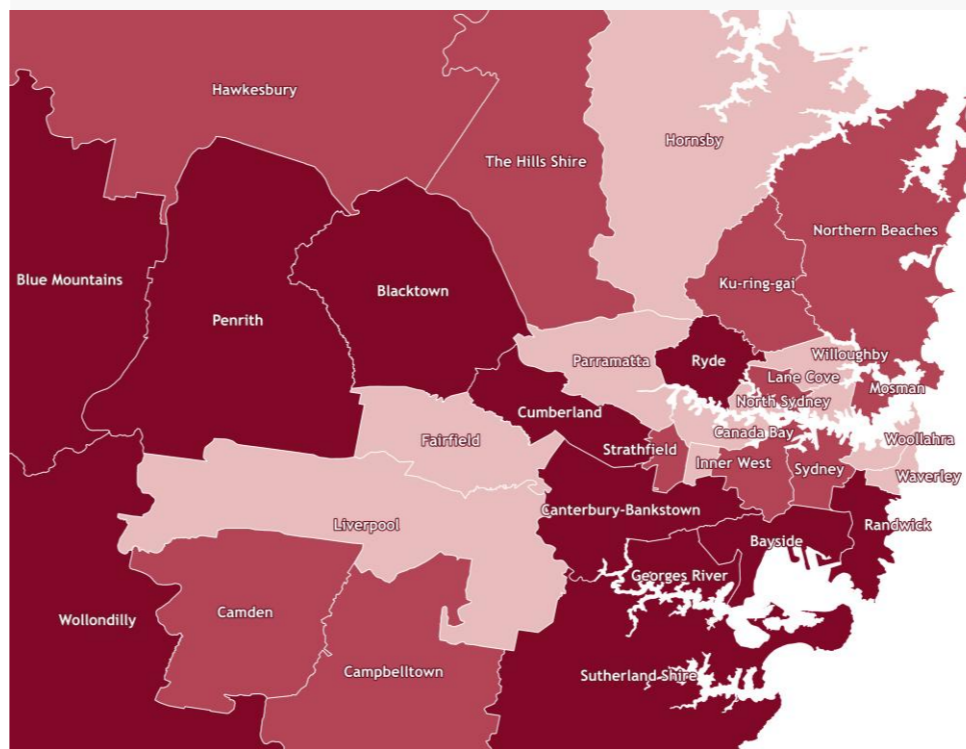 Hawkesbury
Hornsby
The Hills Shire
Northern Beaches
Blue Mountains
Ku-ring-gai
Blacktown
Penrith
Willoughby
Parramatta
Ryde
Lane Cove
Mosman
North Sydney
Cumberland
Canada Bay
Fairfield
Woollahra
Strathfield
Inner West
Sydney
Waverley
Canterbury-Bankstown
Liverpool
Randwick
Bayside
Georges River
Wollondilly
Camden
Campbelltown
Sutherland Shire